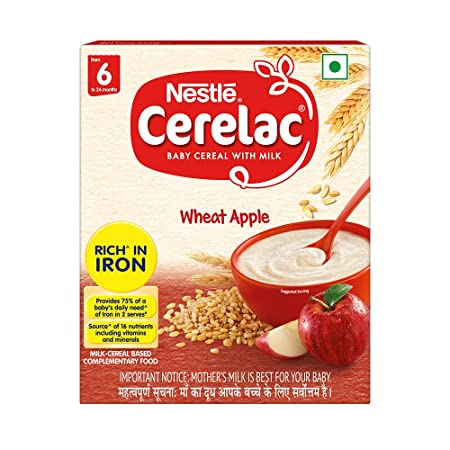 from
6
to 24 months
Nestlé®
Cerelac®
BABY CEREAL WITH MILK
Wheat Apple
RICH^ IN
IRON
Provides 75% of a
baby's daily need^
of Iron in 2 serves*
Source^ of 16 nutrients
including vitamins
and minerals
MILK-CEREAL BASED
COMPLEMENTARY FOOD
Suggested Serving
IMPORTANT NOTICE: MOTHER'S MILK IS BEST FOR YOUR BABY.
महत्वपूर्ण सूचना: माँ का दूध आपके बच्चे के लिए सर्वोत्तम है।